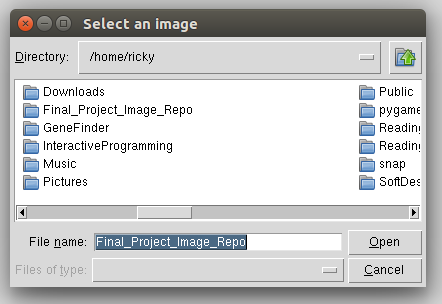 Select an image
Directory: /home/ricky
Downloads
Final_Project_Image_Repo
GeneFinder
InteractiveProgramming
Music
Pictures
Public
pygame
Reading
Reading
snap
SoftDes
File name: Final_Project_Image_Repo
Open
Files of type:
Cancel